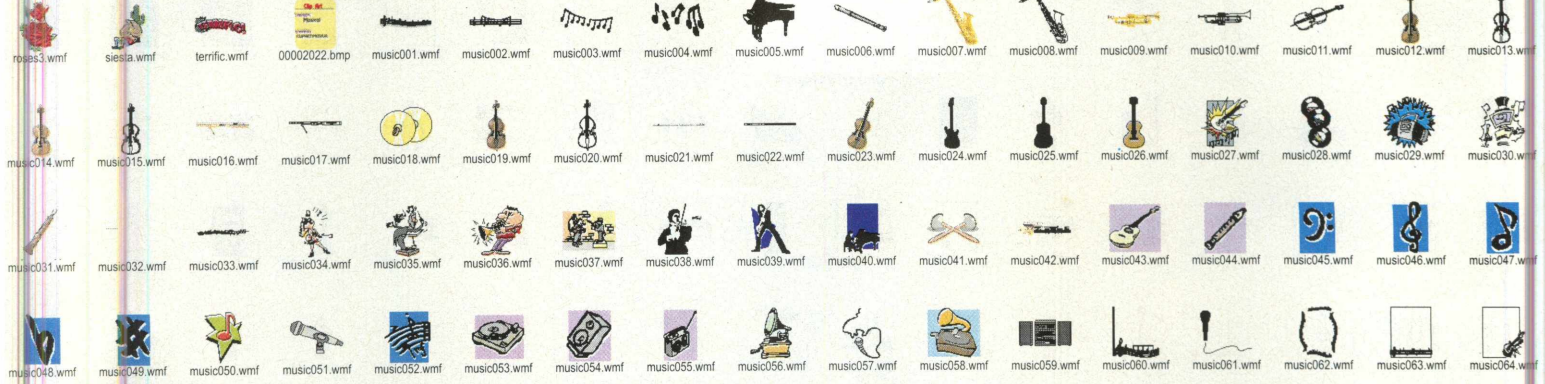 roses3.wmf siesta.wmf terrific.wmf 00002022.bmp music001.wmf music002.wmf music003.wmf music004.wmf music005.wmf music006.wmf music007.wmf music008.wmf music009.wmf music010.wmf music011.wmf music012.wmf music013.wmf
music014.wmf music015.wmf music016.wmf music017.wmf music018.wmf music019.wmf music020.wmf music021.wmf music022.wmf music023.wmf music024.wmf music025.wmf music026.wmf music027.wmf music028.wmf music029.wmf music030.wmf
music031.wmf music032.wmf music033.wmf music034.wmf music035.wmf music036.wmf music037.wmf music038.wmf music039.wmf music040.wmf music041.wmf music042.wmf music043.wmf music044.wmf music045.wmf music046.wmf music047.wmf
music048.wmf music049.wmf music050.wmf music051.wmf music052.wmf music053.wmf music054.wmf music055.wmf music056.wmf music057.wmf music058.wmf music059.wmf music060.wmf music061.wmf music062.wmf music063.wmf music064.wmf